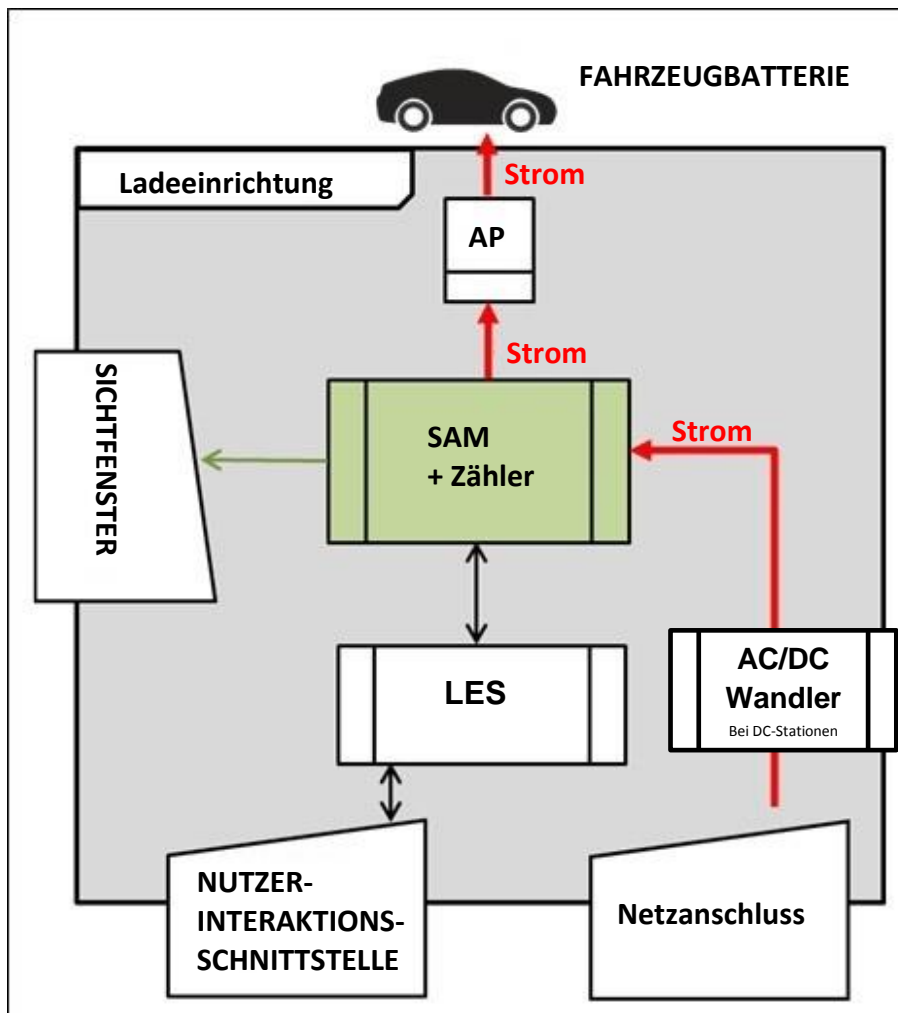 FAHRZEUGBATTERIE
Strom
Ladeeinrichtung
AP
Strom
SICHTFENSTER
SAM
+ Zähler
Strom
LES
AC/DC
Wandler
Bei DC-Stationen
NUTZER-
INTERAKTIONS-
SCHNITTSTELLE
Netzanschluss